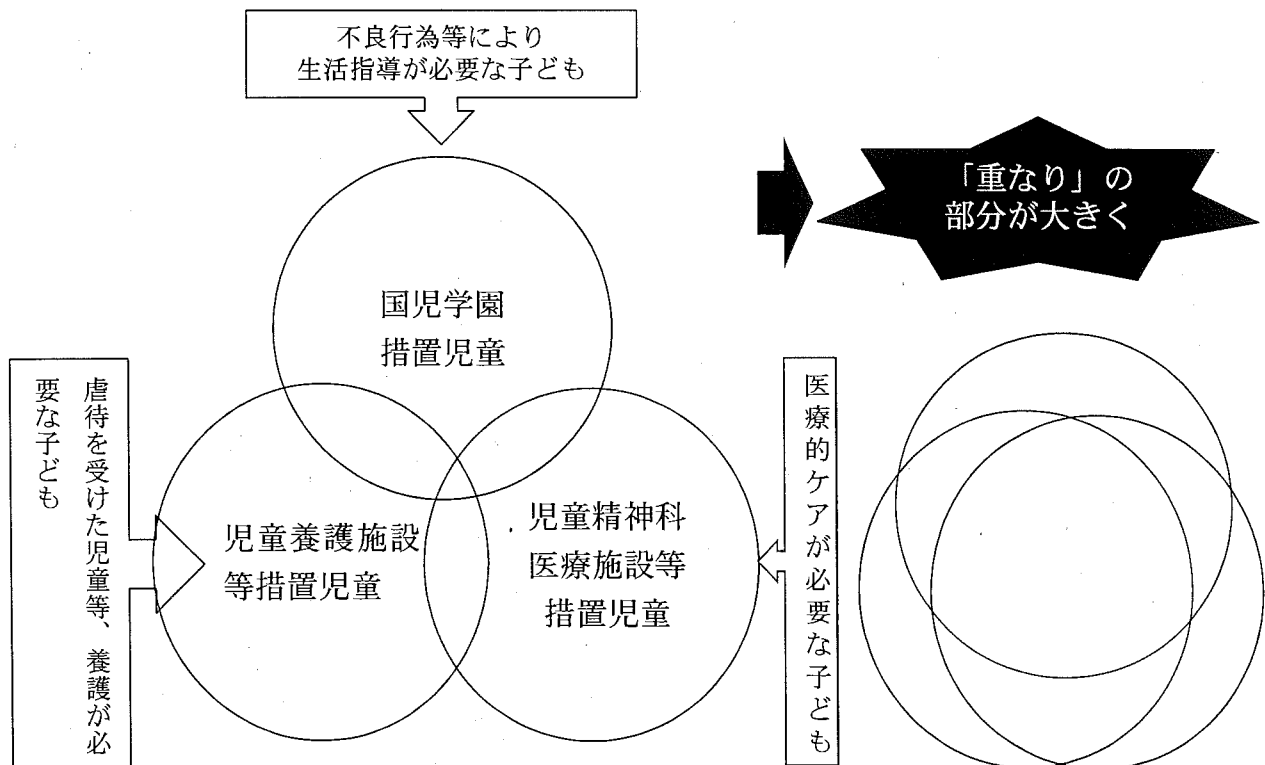 不良行為等により
生活指導が必要な子ども
「重なり」の
部分が大きく
国児学園
措置児童
虐待を受けた児童等、養護が必
要な子ども
児童養護施設
等措置児童
児童精神科
医療施設等
措置児童
医療的ケアが必要な子ども